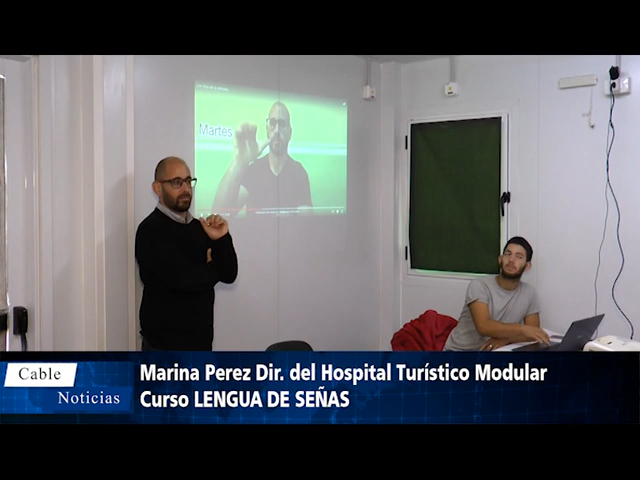 Martes
Cable
Noticias
Marina Perez Dir. del Hospital Turístico Modular
Curso LENGUA DE SEÑAS